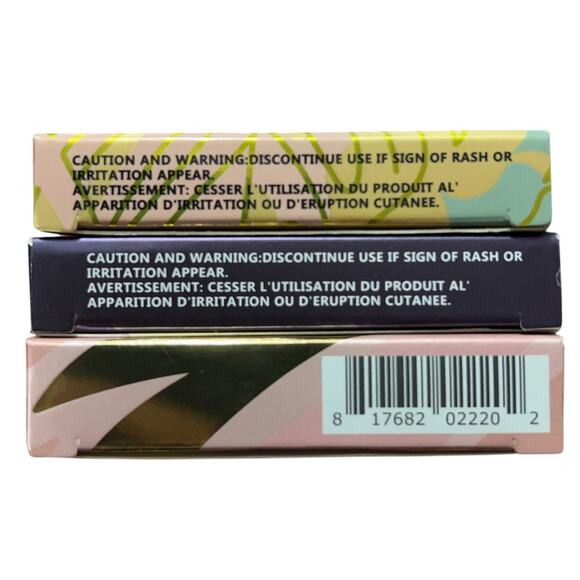 CAUTION AND WARNING:DISCONTINUE USE IF SIGN OF RASH OR
IRRITATION APPEAR.
AVERTISSEMENT: CESSER L'UTILISATION DU PRODUIT AL'
APPARITION D'IRRITATION OU D'ERUPTION CUTANEE.
CAUTION AND WARNING:DISCONTINUE USE IF SIGN OF RASH OR
IRRITATION APPEAR.
AVERTISSEMENT: CESSER L'UTILISATION DU PRODUIT AL'
APPARITION D'IRRITATION OU D'ERUPTION CUTANEE.
8 17682 02220 2